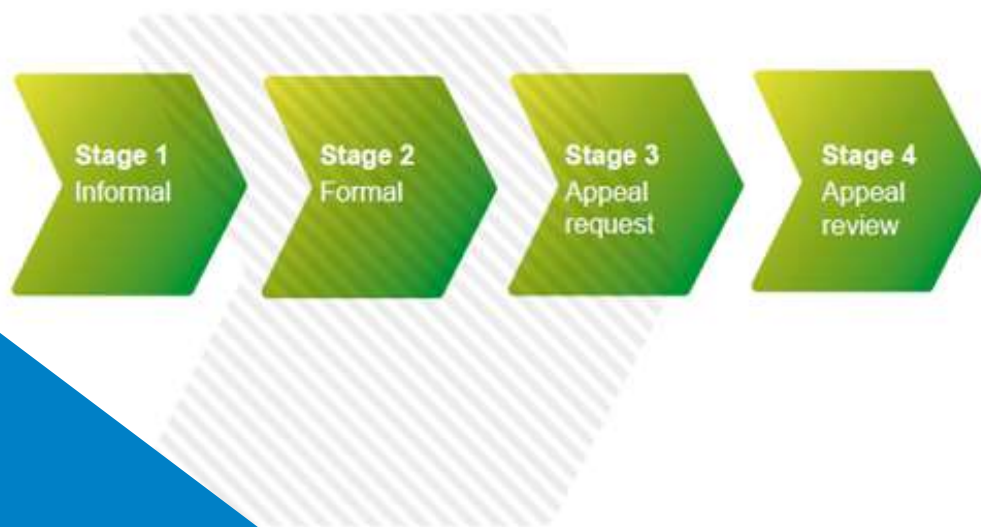 Stage 1
Informal
Stage 2
Formal
Stage 3
Appeal
request
Stage 4
Appeal
review